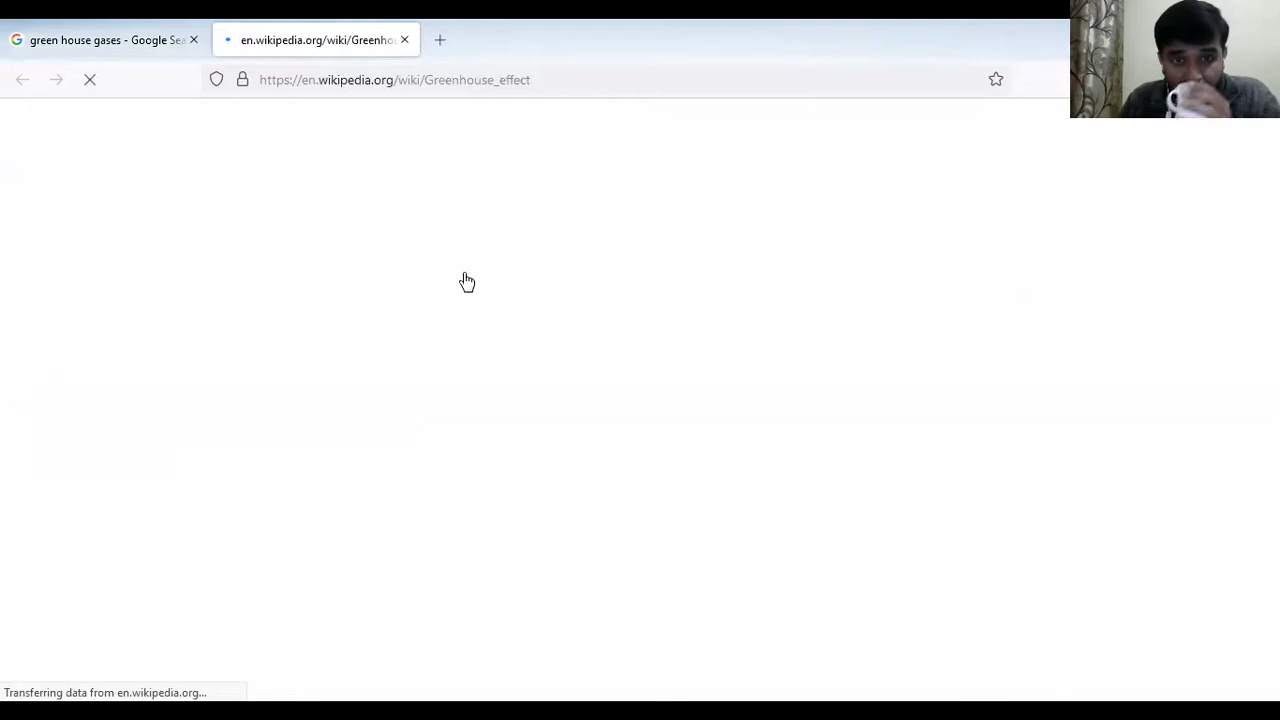 green house gases - Google Sea
en.wikipedia.org/wiki/Greenho
https://en.wikipedia.org/wiki/Greenhouse_effect
Transferring data from en.wikipedia.org...